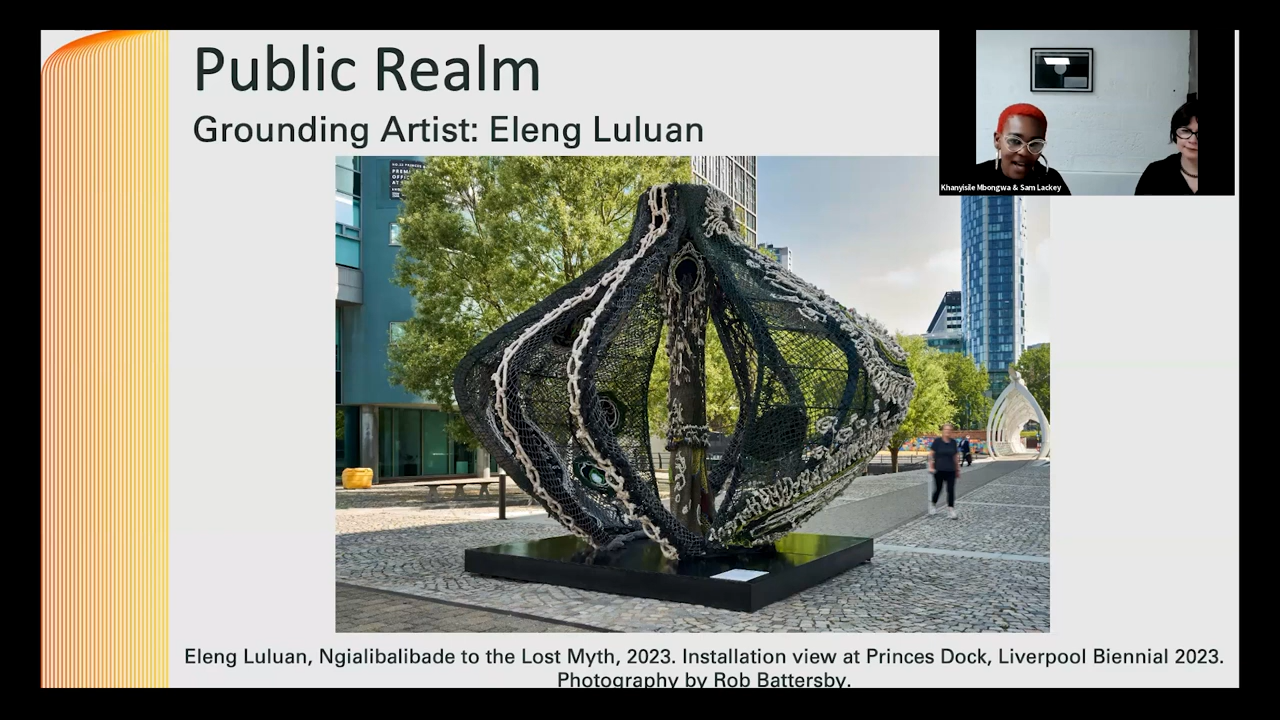 Public Realm
Grounding Artist: Eleng Luluan
Khanyisile Mbongwa & Sam Lackey
Eleng Luluan, Ngialibalibade to the Lost Myth, 2023. Installation view at Princes Dock, Liverpool Biennial 2023.
Photography by Rob Battersby.